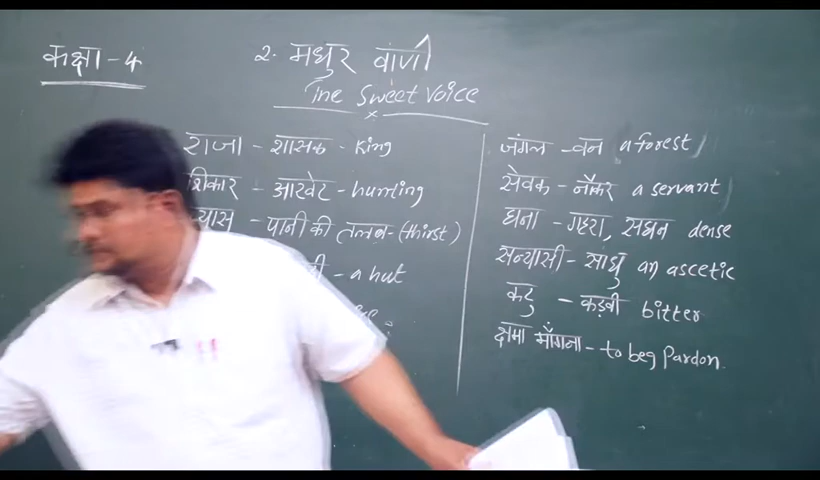 कक्षा-4
2. मधुर वाणी
The Sweet Voice
राजा - शासक - King
शिकार - आखेट - hunting
प्यास - पानी की तलब - (thirst)
- a hut
जंगल - वन a forest
सेवक - नौकर a servant
घना - गहरा, सघन dense
सन्यासी - साधु an ascetic
कटु - कड़वी bitter
क्षमा माँगना - to beg Pardon.